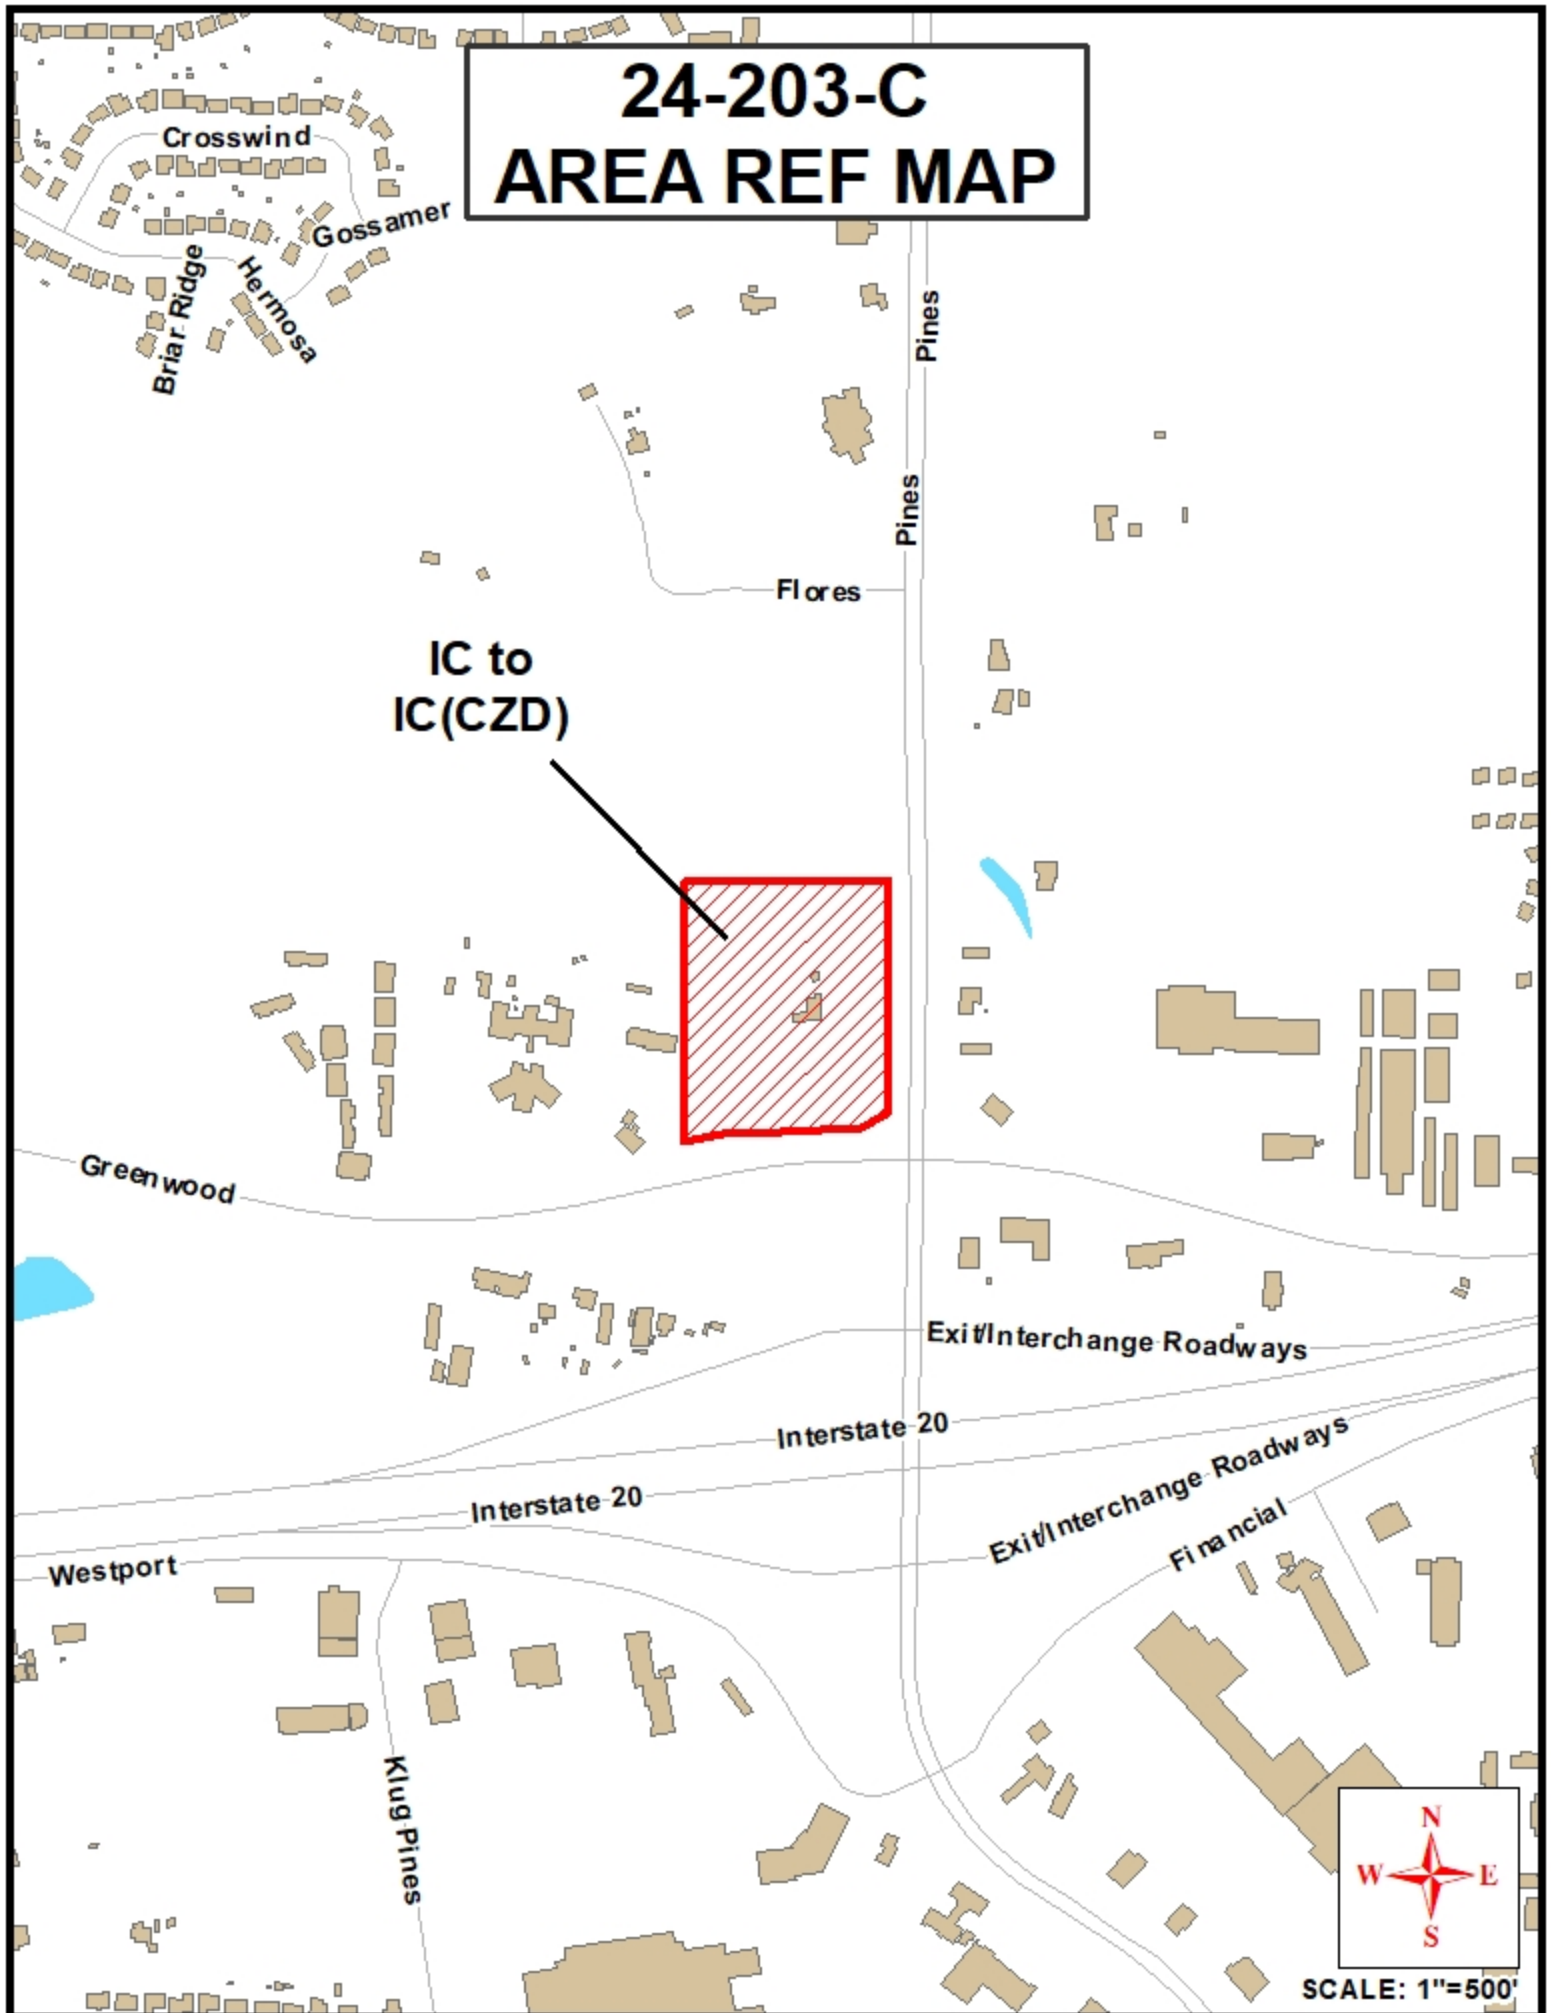 24-203-C
AREA REF MAP
Crosswind
Gossamer
Briar Ridge
Hermosa
Pines
Pines
Flores
IC to
IC(CZD)
Greenwood
Exit/Interchange Roadways
Interstate 20
Interstate 20
Exit/Interchange Roadways
Financial
Westport
Klug Pines
N
W
E
S
SCALE: 1"=500'